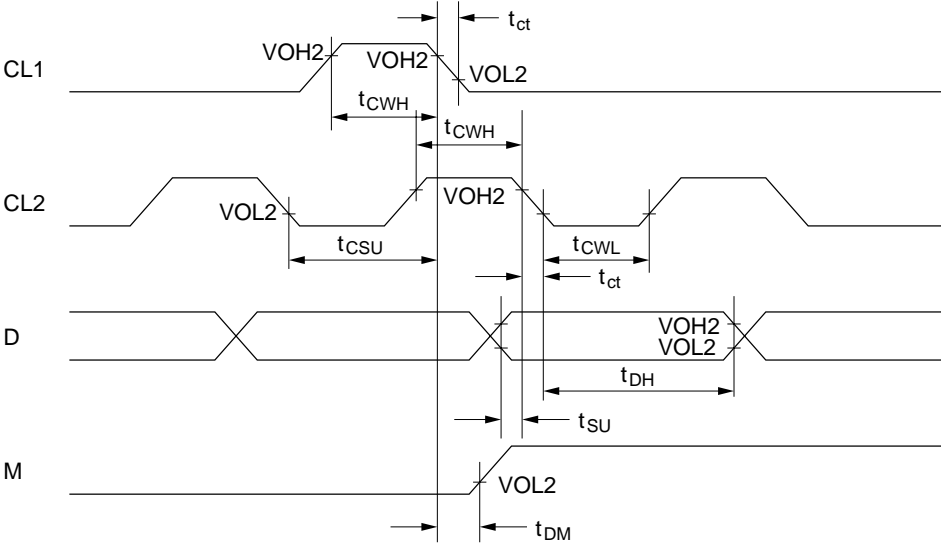 t_ct
CL1
VOH2
VOH2
VOL2
t_CWH
t_CWH
CL2
VOL2
VOH2
t_CSU
t_CWL
t_ct
D
VOH2
VOL2
t_DH
t_SU
M
VOL2
t_DM